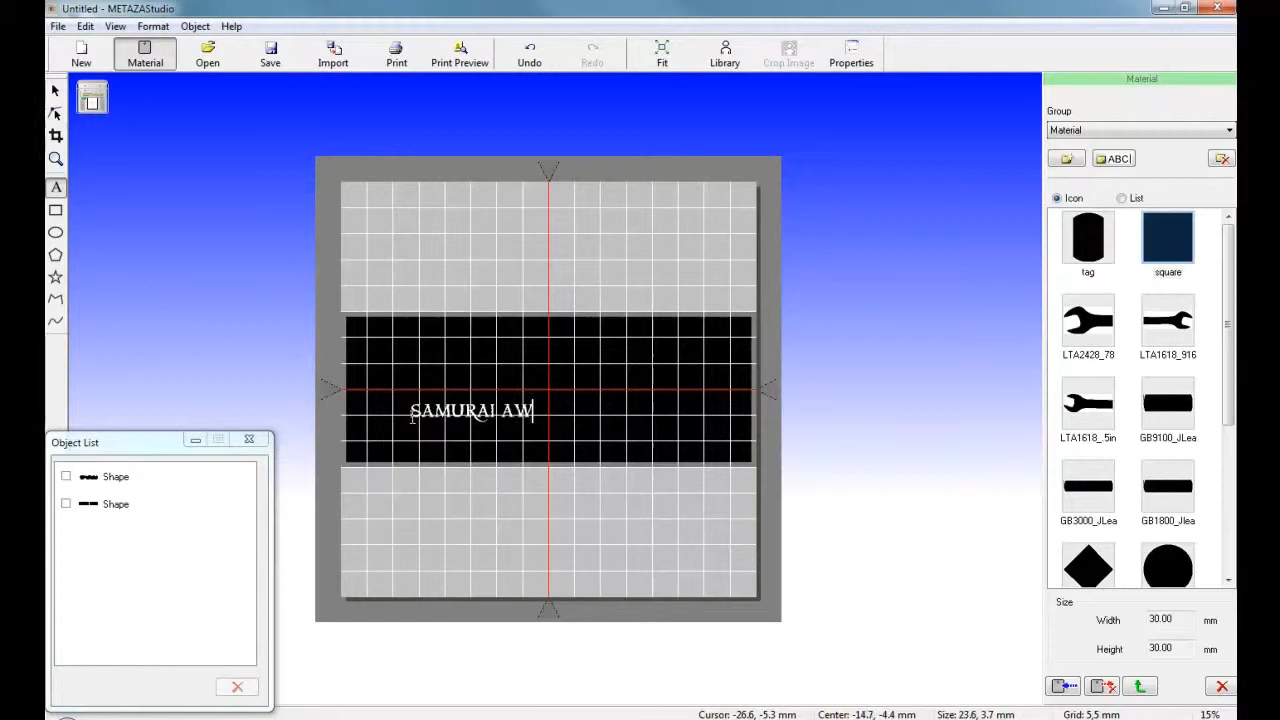 Untitled - METAZAStudio
File Edit View Format Object Help
New Material Open Save Import Print Print Preview Undo Redo Fit Library Crop Image Properties
Material
Group
Material
ABC
Icon List
tag square
LTA2428_78 LTA1618_916
LTA1618_5in GB9100_JLea
GB3000_JLea GB1800_Jlea
SAMURAI AW
A
Object List
Shape
Shape
Size
Width 30.00 mm
Height 30.00 mm
Cursor: -26.6, -5.3 mm Center: -14.7, -4.4 mm Size: 23.6, 3.7 mm Grid: 5,5 mm 15%